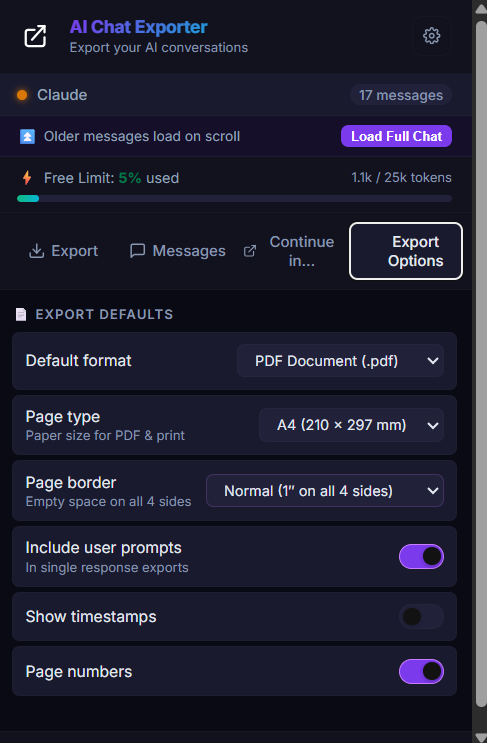 AI Chat Exporter
Export your AI conversations
Claude
17 messages
Older messages load on scroll
Load Full Chat
Free Limit: 5% used
1.1k / 25k tokens
Export
Messages
Continue
in...
Export
Options
EXPORT DEFAULTS
Default format
PDF Document (.pdf)
Page type
Paper size for PDF & print
A4 (210 × 297 mm)
Page border
Empty space on all 4 sides
Normal (1″ on all 4 sides)
Include user prompts
In single response exports
Show timestamps
Page numbers